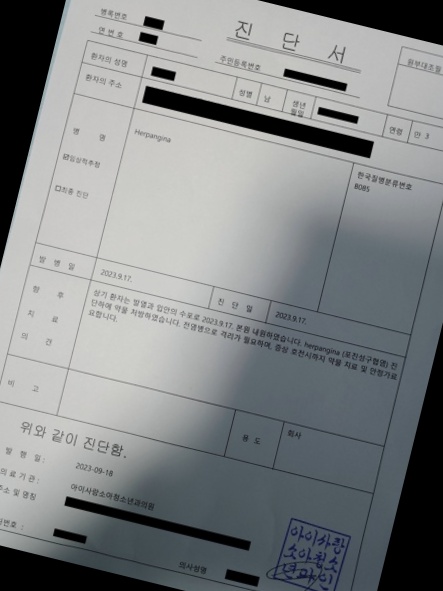 진 단 서
병록번호
연 번 호
주민등록번호
원부대조필
환자의 성명
성별 남 생년월일 연령 만 3
환자의 주소
병 명
☑임상적추정
☐최종 진단
Herpangina
한국질병분류번호
B085
발 병 일 2023.9.17. 진 단 일 2023.9.17.
향 후 치 료 의 견
상기 환자는 발열과 입안의 수포로 2023.9.17. 본원 내원하였습니다. herpangina (포진성구협염) 진
단하에 약물 처방하였습니다. 전염병으로 격리가 필요하며, 증상 호전시까지 약물 치료 및 안정가료
요합니다.
비 고
용 도 회사
위와 같이 진단함.
발 행 일 : 2023-09-18
의료기관 : 아이사랑소아청소년과의원
주소 및 명칭
번호 :
의사성명
아이사랑
소아청소
년과의인